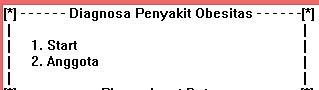 [*]- - - - - - Diagnosa Penyakit Obesitas - - - - - -[*]
| |
| 1. Start |
| 2. Anggota |
| |